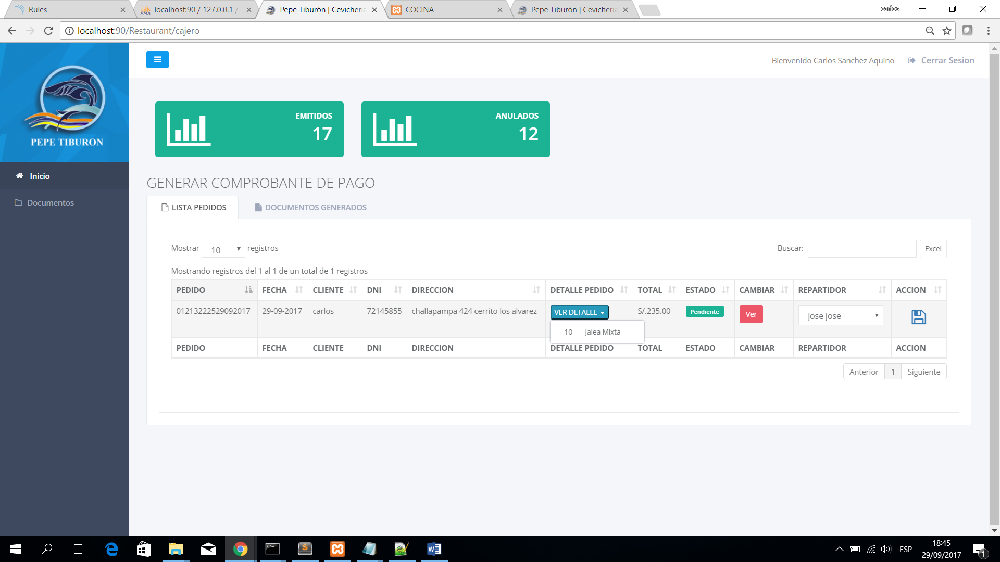 Rules
localhost:90 / 127.0.0.1 /
Pepe Tiburón | Cevicheria
COCINA
Pepe Tiburón | Cevicheria
carlos
localhost:90/Restaurant/cajero
PEPE TIBURON
Inicio
Documentos
Bienvenido Carlos Sanchez Aquino
Cerrar Sesion
EMITIDOS
17
ANULADOS
12
GENERAR COMPROBANTE DE PAGO
LISTA PEDIDOS
DOCUMENTOS GENERADOS
Mostrar 10 registros
Buscar:
Excel
Mostrando registros del 1 al 1 de un total de 1 registros
PEDIDO FECHA CLIENTE DNI DIRECCION DETALLE PEDIDO TOTAL ESTADO CAMBIAR REPARTIDOR ACCION
01213222529092017 29-09-2017 carlos 72145855 challapampa 424 cerrito los alvarez VER DETALLE S/.235.00 Pendiente Ver jose jose
10 ---- Jalea Mixta
PEDIDO FECHA CLIENTE DNI DIRECCION DETALLE PEDIDO TOTAL ESTADO CAMBIAR REPARTIDOR ACCION
Anterior 1 Siguiente
ESP
18:45
29/09/2017
1